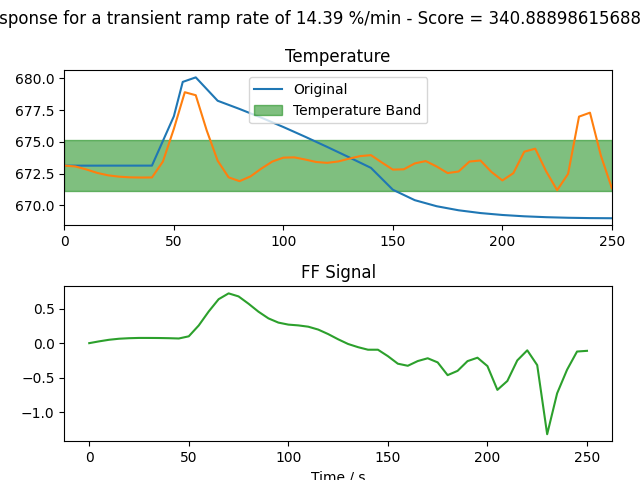 sponse for a transient ramp rate of 14.39 %/min - Score = 340.88898615688
Temperature
680.0
677.5
675.0
672.5
670.0
Original
Temperature Band
0 50 100 150 200 250
FF Signal
0.5
0.0
−0.5
−1.0
0 50 100 150 200 250
Time / s